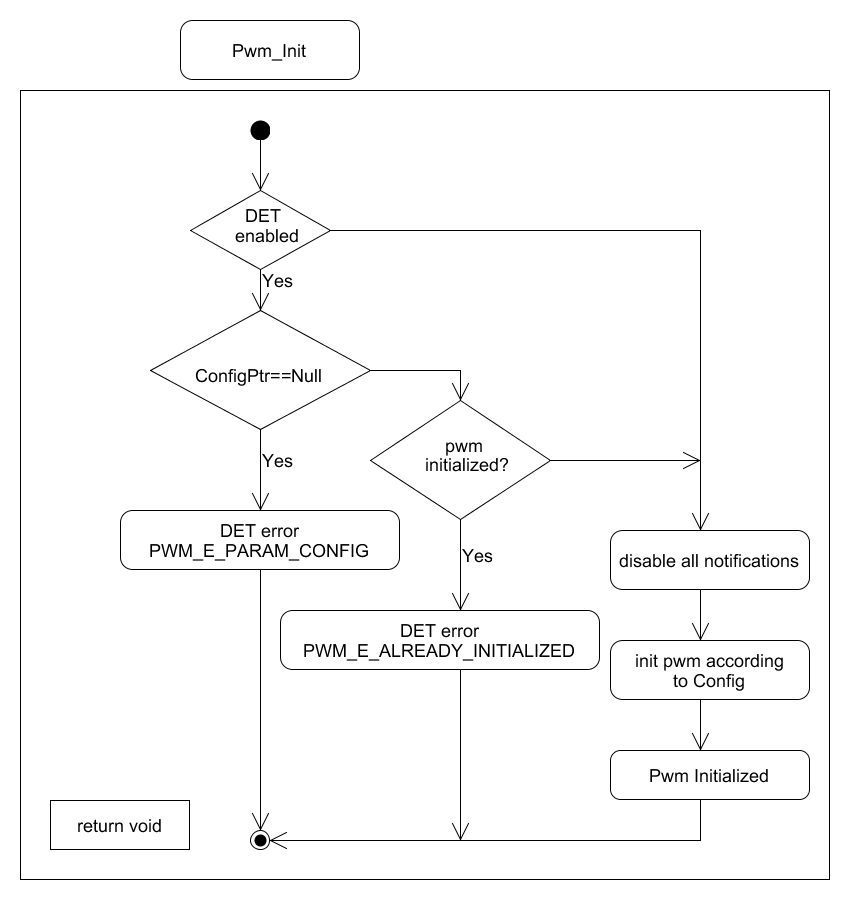 Pwm_Init
DET
enabled
Yes
ConfigPtr==Null
pwm
initialized?
Yes
DET error
PWM_E_PARAM_CONFIG
Yes
disable all notifications
DET error
PWM_E_ALREADY_INITIALIZED
init pwm according
to Config
Pwm Initialized
return void